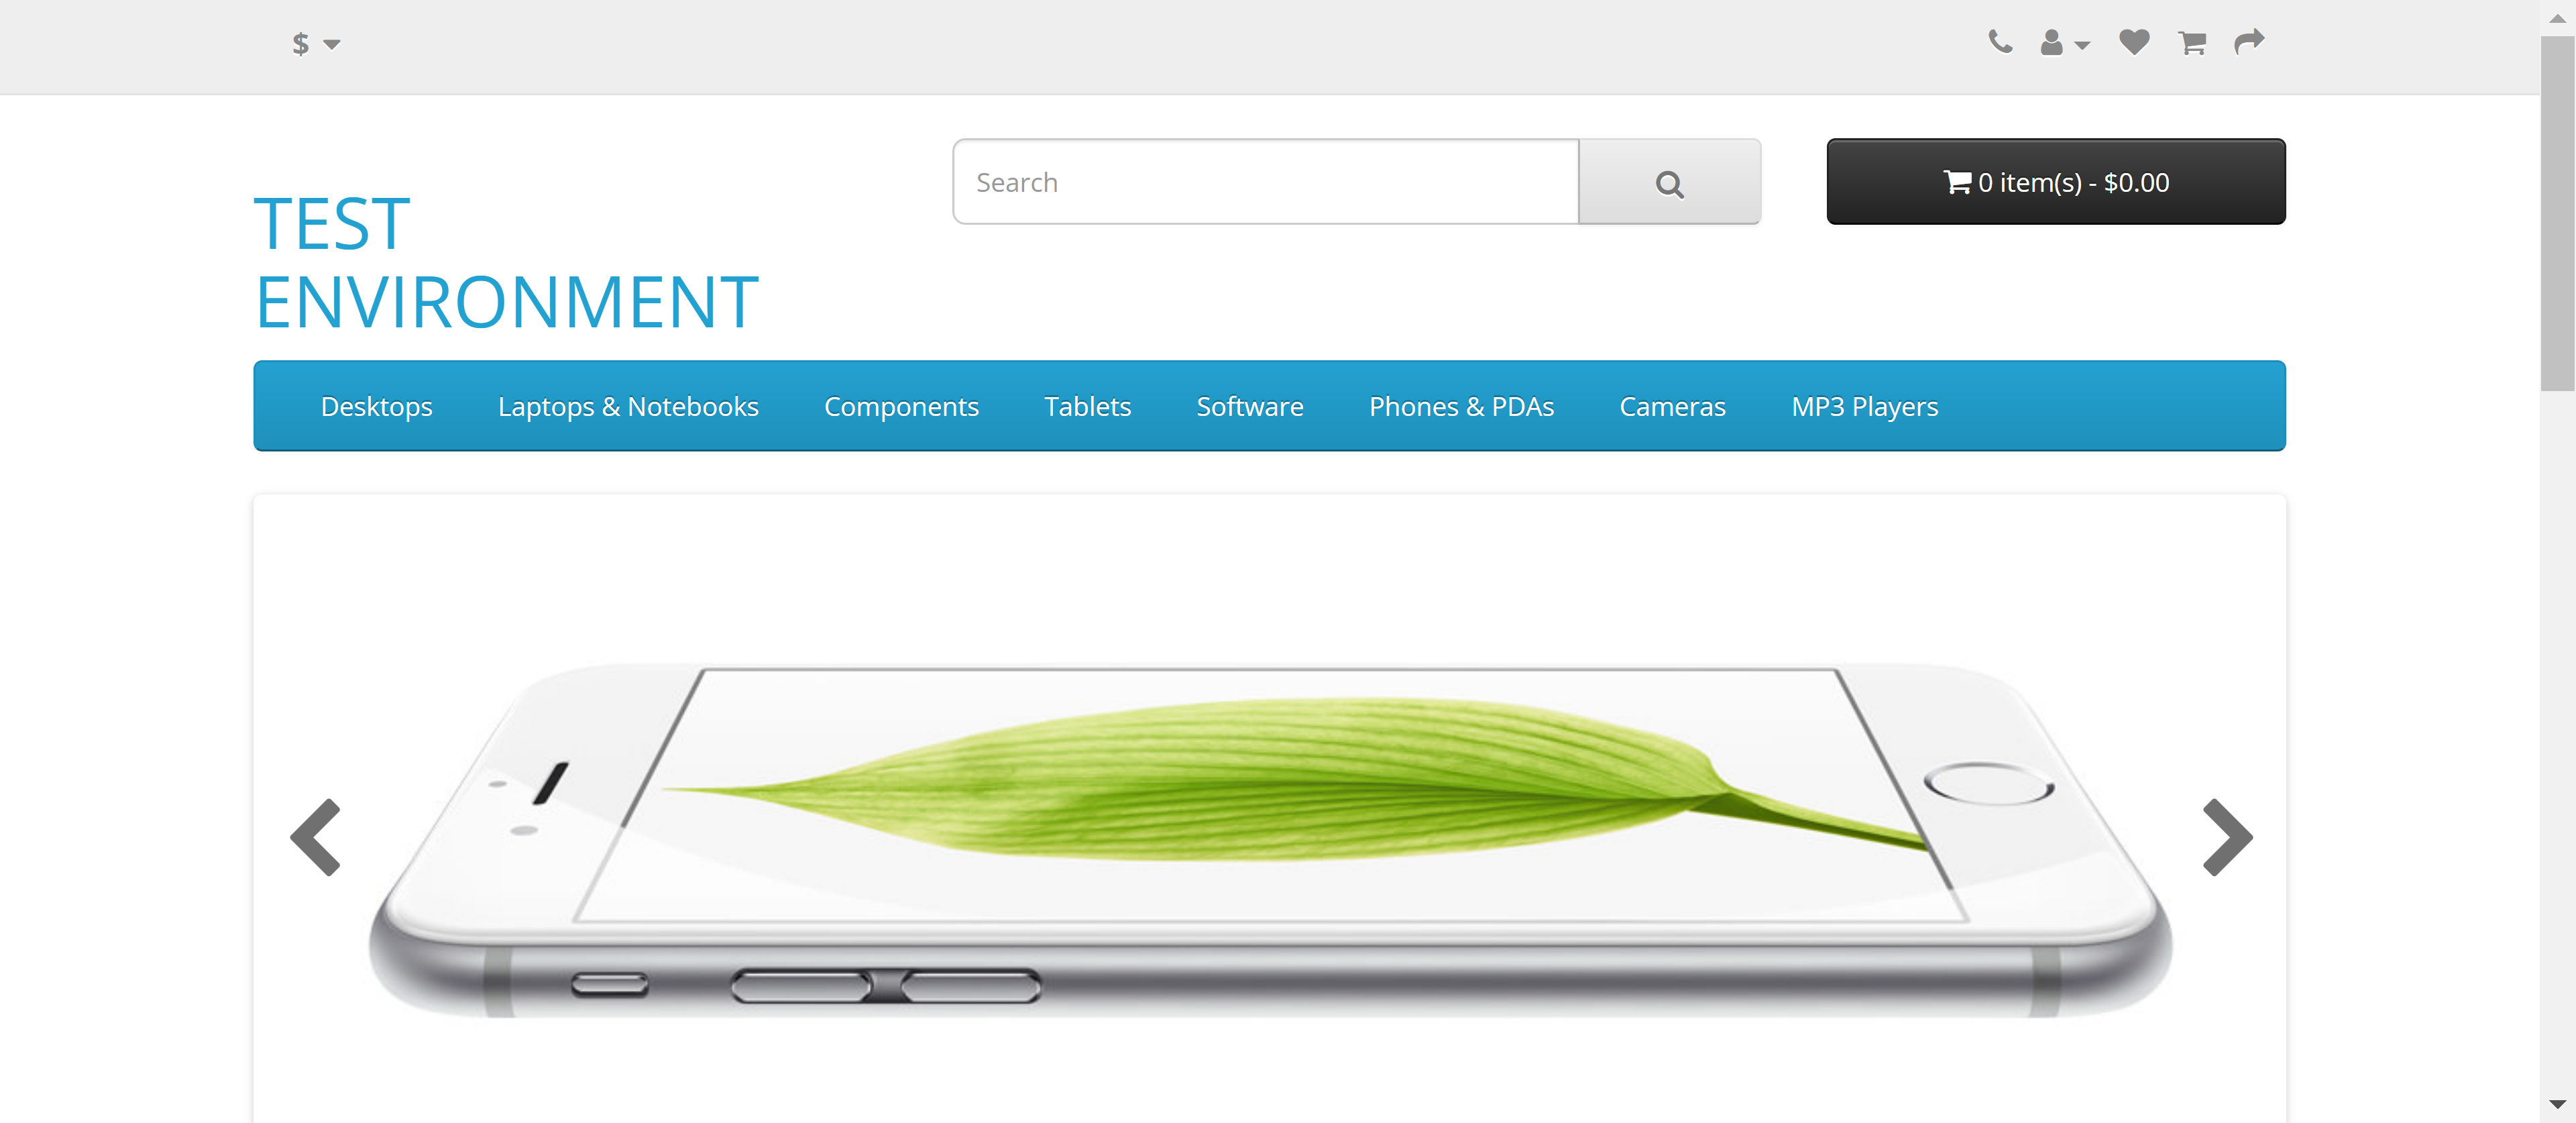 $
Search
0 item(s) - $0.00
TEST
ENVIRONMENT
Desktops Laptops & Notebooks Components Tablets Software Phones & PDAs Cameras MP3 Players